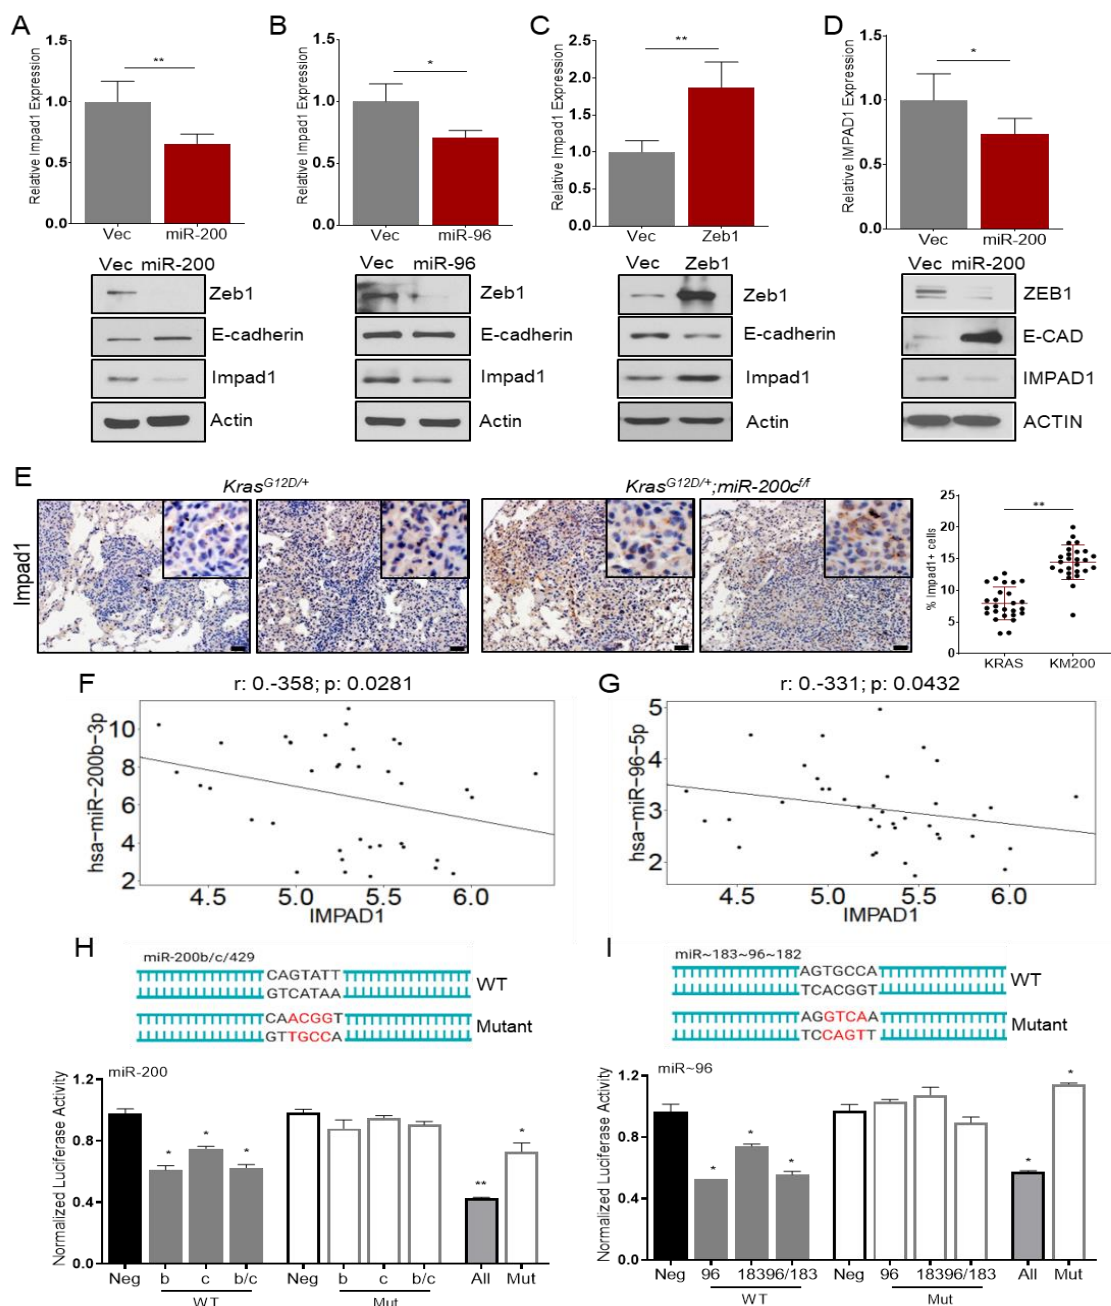 A
Relative Impad1 Expression
1.5
1.0
0.5
0.0
**
Vec miR-200
Vec miR-200
Zeb1
E-cadherin
Impad1
Actin
B
Relative Impad1 Expression
1.5
1.0
0.5
0.0
*
Vec miR-96
Vec miR-96
Zeb1
E-cadherin
Impad1
Actin
C
Relative Impad1 Expression
2.5
2.0
1.5
1.0
0.5
0.0
**
Vec Zeb1
Vec Zeb1
Zeb1
E-cadherin
Impad1
Actin
D
Relative IMPAD1 Expression
1.5
1.0
0.5
0.0
*
Vec miR-200
Vec miR-200
ZEB1
E-CAD
IMPAD1
ACTIN
E
Kras^G12D/+
Kras^G12D/+;miR-200c^f/f
Impad1
% Impad1+ cells
25
20
15
10
5
0
**
KRAS KM200
F
r: 0.-358; p: 0.0281
hsa-miR-200b-3p
10
8
6
4
2
4.5 5.0 5.5 6.0
IMPAD1
G
r: 0.-331; p: 0.0432
hsa-miR-96-5p
5
4
3
2
4.5 5.0 5.5 6.0
IMPAD1
H
miR-200b/c/429
CAGTATT
GTCATAA
WT
CAACGGT
GTTGCCA
Mutant
miR-200
Normalized Luciferase Activity
1.2
0.8
0.4
0.0
* * * ** *
Neg b c b/c Neg b c b/c All Mut
WT Mut
I
miR~183~96~182
AGTGCCA
TCACGGT
WT
AGGTCAA
TCCAGTT
Mutant
miR~96
Normalized Luciferase Activity
1.2
0.8
0.4
0.0
* * * * *
Neg 96 18396/183 Neg 96 18396/183 All Mut
WT Mut